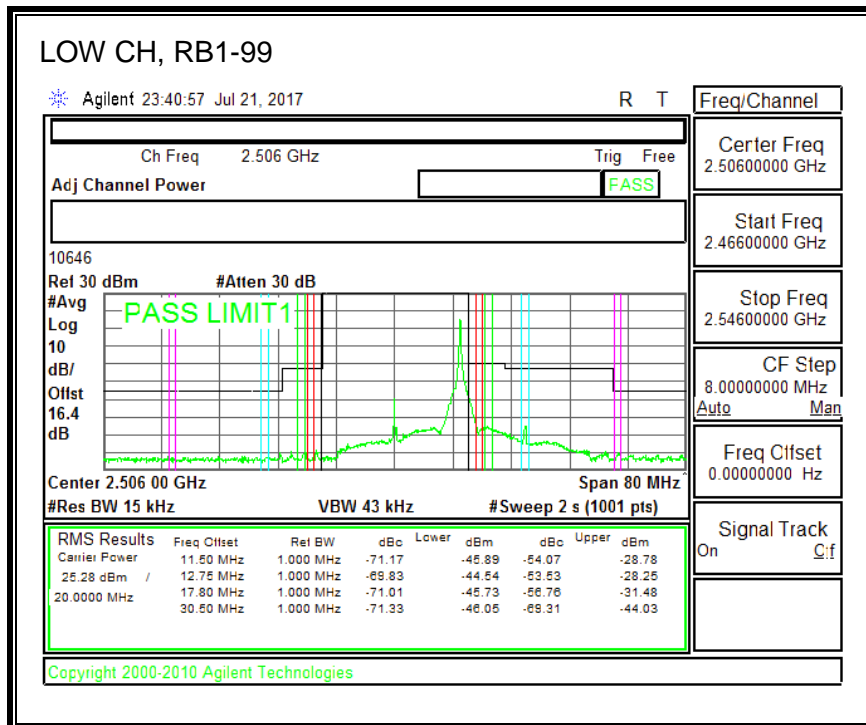 LOW CH, RB1-99
Agilent 23:40:57 Jul 21, 2017 R T
Freq/Channel
Ch Freq 2.506 GHz Trig Free
Adj Channel Power PASS
Center Freq
2.50600000 GHz
Start Freq
2.46600000 GHz
Stop Freq
2.54600000 GHz
CF Step
8.00000000 MHz
Auto Man
Freq Offset
0.00000000 Hz
Signal Track
On Off
10646
Ref 30 dBm #Atten 30 dB
#Avg
Log
10
dB/
Offst
16.4
dB
PASS LIMIT1
Center 2.506 00 GHz Span 80 MHz
#Res BW 15 kHz VBW 43 kHz #Sweep 2 s (1001 pts)
RMS Results Freq Offset Ref BW dBc Lower dBm dBc Upper dBm
Carrier Power 11.50 MHz 1.000 MHz -71.17 -45.89 -54.07 -28.78
25.28 dBm / 12.75 MHz 1.000 MHz -69.83 -44.54 -53.53 -28.25
20.0000 MHz 17.80 MHz 1.000 MHz -71.01 -45.73 -56.76 -31.48
30.50 MHz 1.000 MHz -71.33 -46.05 -69.31 -44.03
Copyright 2000-2010 Agilent Technologies